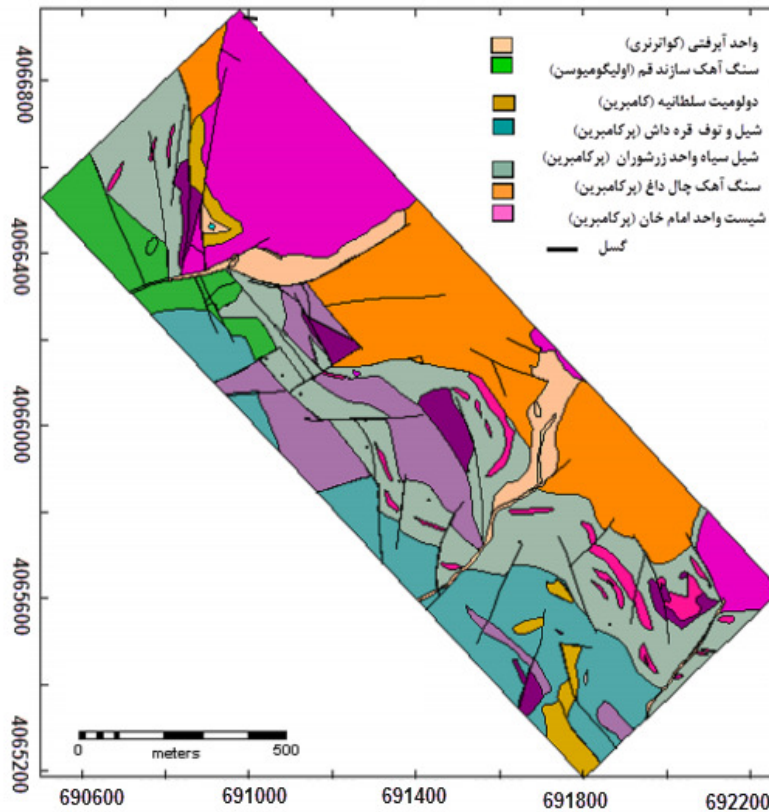 واحد آبرفتی (کواترنری)
سنگ آهک سازند قم (اولیگومیوسن)
دولومیت سلطانیه (کامبرین)
شیل و توف قره داش (پرکامبرین)
شیل سیاه واحد زرشوران (پرکامبرین)
سنگ آهک چال داغ (پرکامبرین)
شیست واحد امام خان (پرکامبرین)
گسل
4066800
4066400
4066000
4065600
4065200
0 500
meters
690600 691000 691400 691800 692200